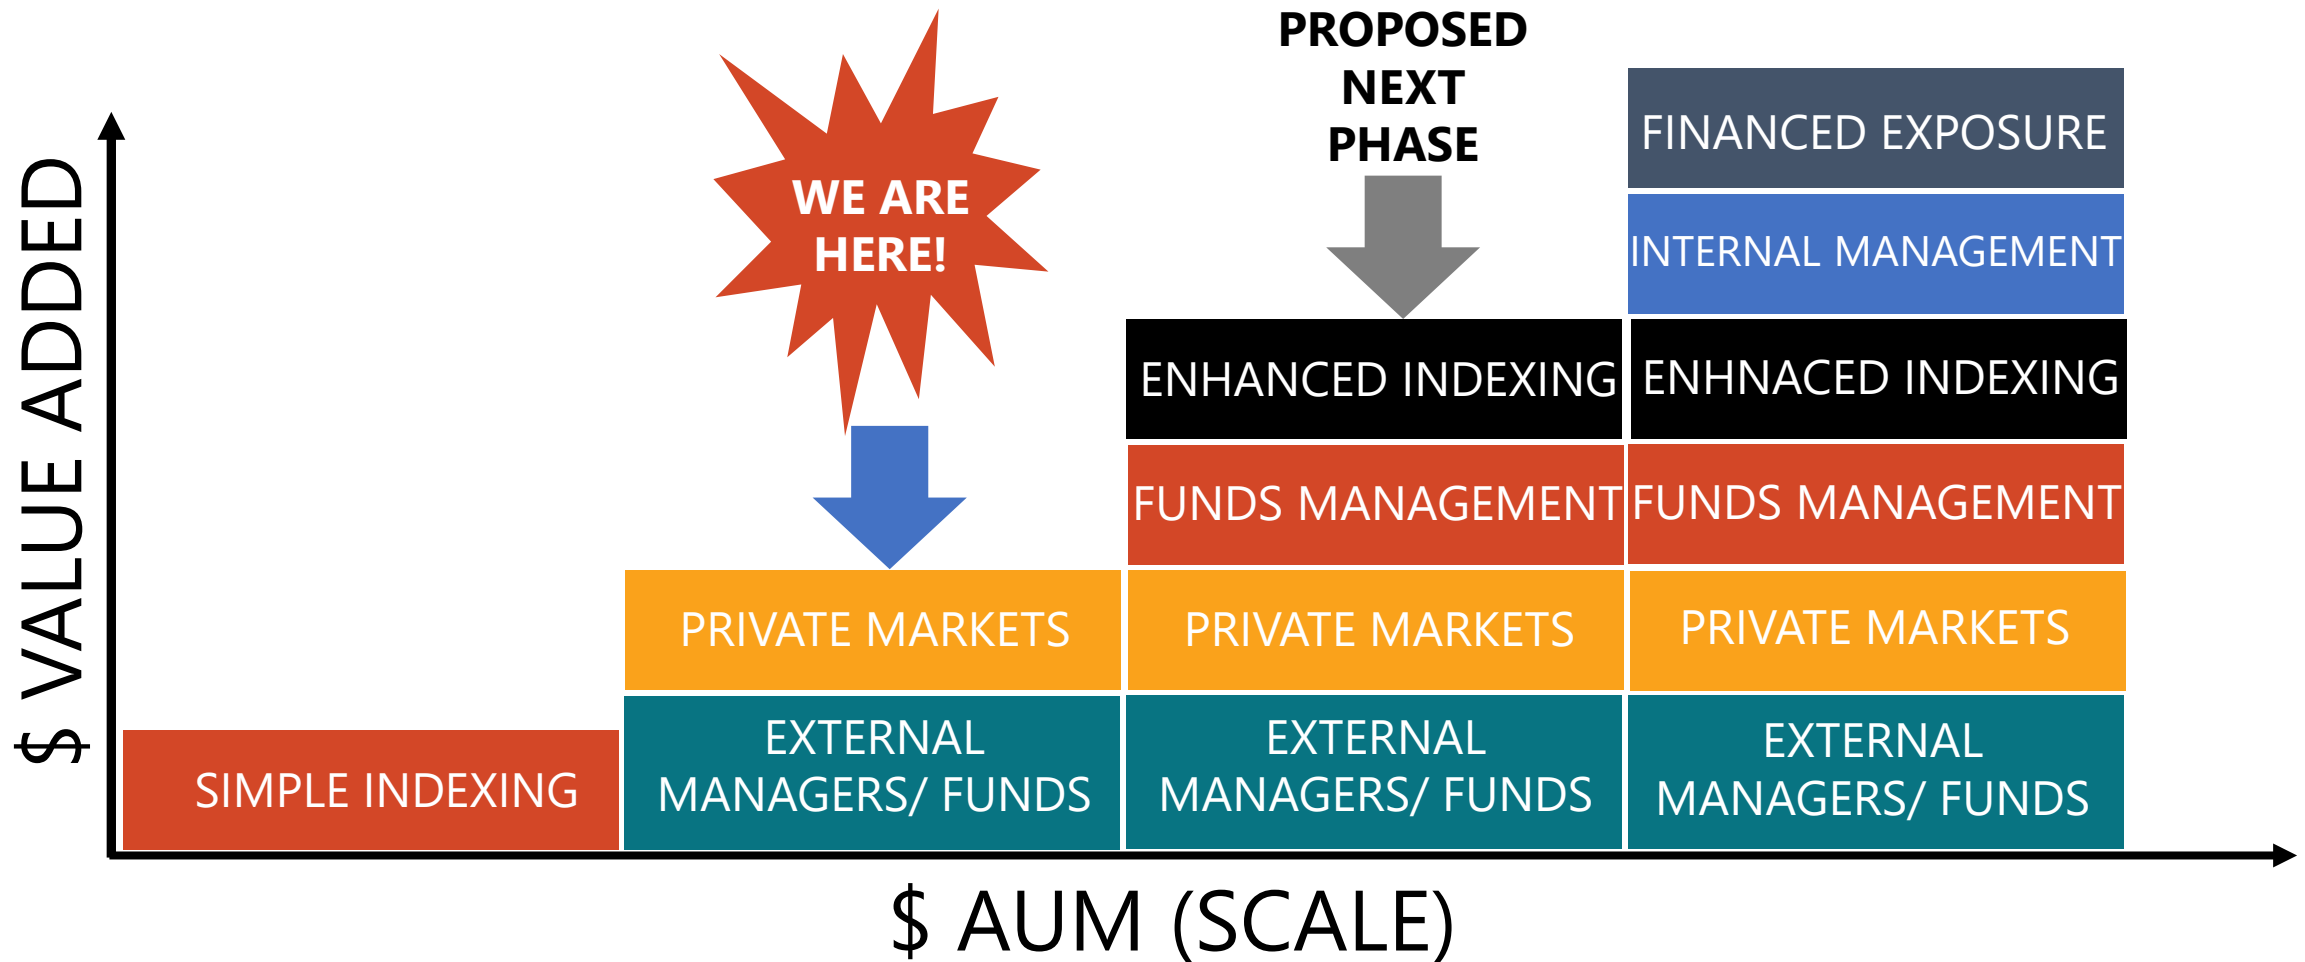 PROPOSED
NEXT
PHASE
WE ARE
HERE!
$ VALUE ADDED
FINANCED EXPOSURE
INTERNAL MANAGEMENT
ENHANCED INDEXING
ENHNACED INDEXING
FUNDS MANAGEMENT
FUNDS MANAGEMENT
PRIVATE MARKETS
PRIVATE MARKETS
PRIVATE MARKETS
SIMPLE INDEXING
EXTERNAL
MANAGERS/ FUNDS
EXTERNAL
MANAGERS/ FUNDS
EXTERNAL
MANAGERS/ FUNDS
$ AUM (SCALE)